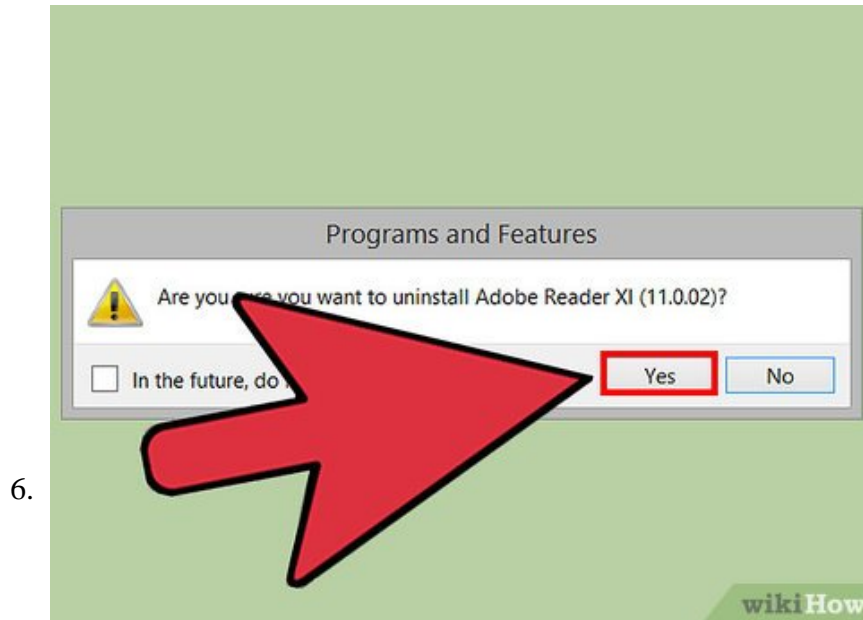 Programs and Features
Are you sure you want to uninstall Adobe Reader XI (11.0.02)?
In the future, do
Yes
No
6.
wikiHow